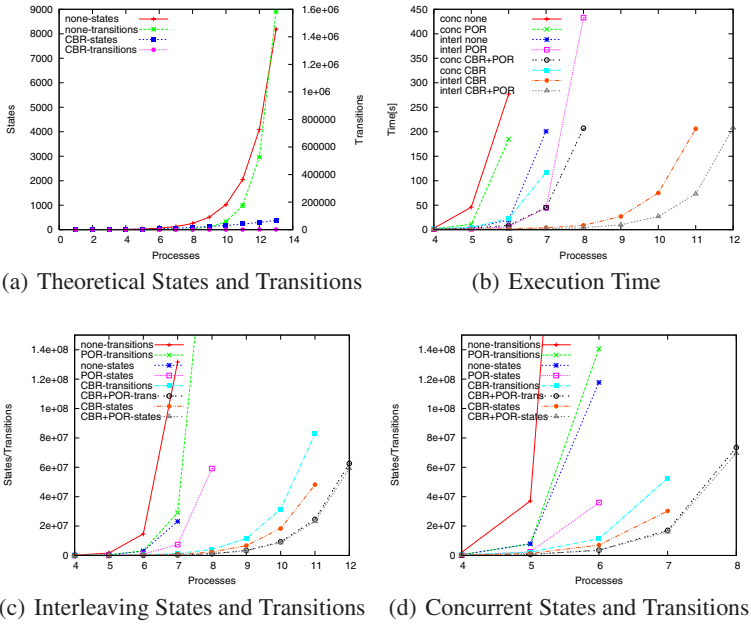 none-states
none-transitions
CBR-states
CBR-transitions
9000
8000
7000
6000
5000
4000
3000
2000
1000
0
States
1.6e+06
1.4e+06
1.2e+06
1e+06
800000
600000
400000
200000
0
Transitions
0 2 4 6 8 10 12 14
Processes
(a) Theoretical States and Transitions
conc none
conc POR
interl none
interl POR
conc CBR+POR
conc CBR
interl CBR
interl CBR+POR
450
400
350
300
250
200
150
100
50
0
Time[s]
4 5 6 7 8 9 10 11 12
Processes
(b) Execution Time
none-transitions
POR-transitions
none-states
POR-states
CBR-transitions
CBR+POR-trans
CBR-states
CBR+POR-states
1.4e+08
1.2e+08
1e+08
8e+07
6e+07
4e+07
2e+07
0
States/Transitions
4 5 6 7 8 9 10 11 12
Processes
(c) Interleaving States and Transitions
none-transitions
POR-transitions
none-states
POR-states
CBR-transitions
CBR+POR-trans
CBR-states
CBR+POR-states
1.4e+08
1.2e+08
1e+08
8e+07
6e+07
4e+07
2e+07
0
States/Transitions
4 5 6 7 8
Processes
(d) Concurrent States and Transitions